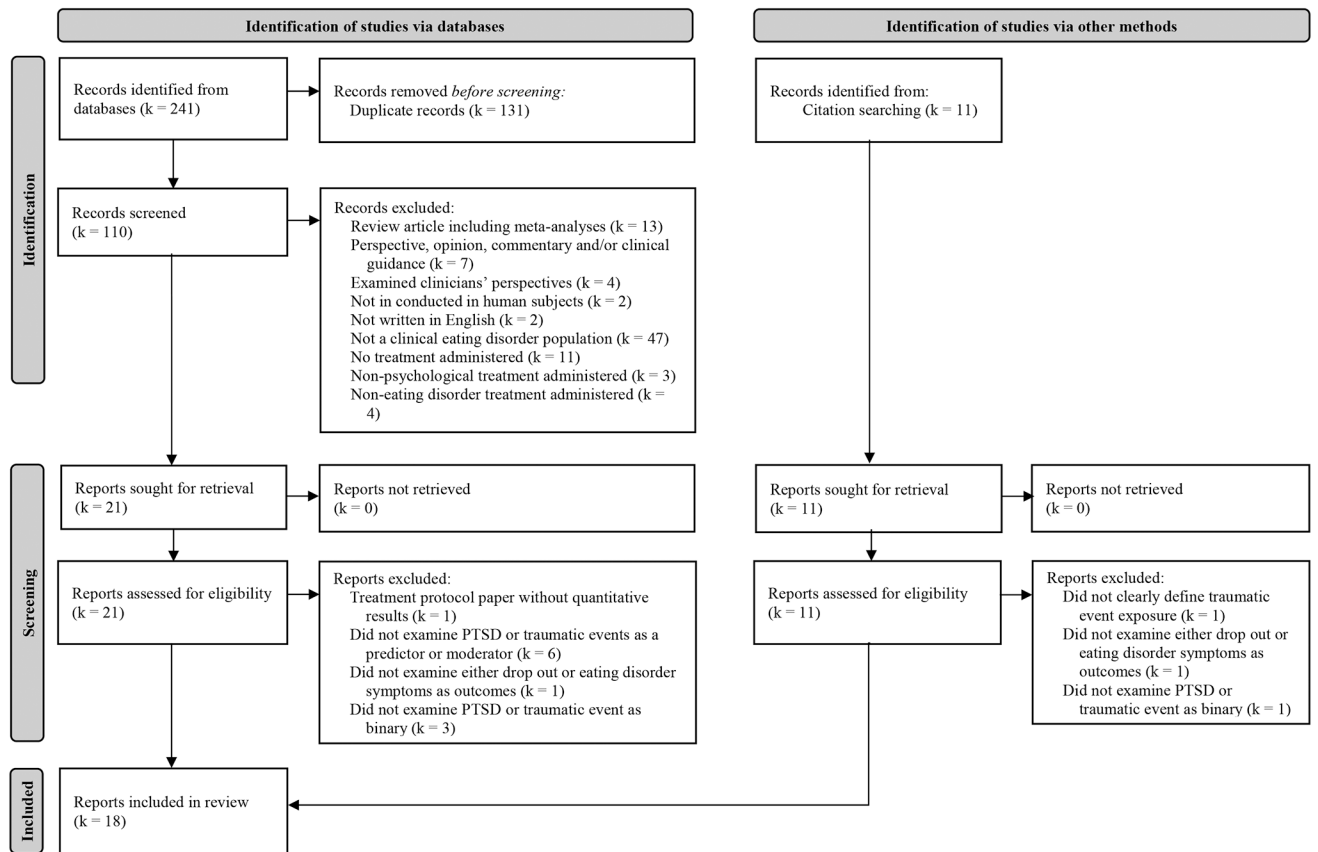 Identification of studies via databases
Identification of studies via other methods
Identification
Records identified from
databases (k = 241)
Records removed before screening:
Duplicate records (k = 131)
Records identified from:
Citation searching (k = 11)
Records screened
(k = 110)
Records excluded:
Review article including meta-analyses (k = 13)
Perspective, opinion, commentary and/or clinical
guidance (k = 7)
Examined clinicians’ perspectives (k = 4)
Not in conducted in human subjects (k = 2)
Not written in English (k = 2)
Not a clinical eating disorder population (k = 47)
No treatment administered (k = 11)
Non-psychological treatment administered (k = 3)
Non-eating disorder treatment administered (k =
4)
Screening
Reports sought for retrieval
(k = 21)
Reports not retrieved
(k = 0)
Reports sought for retrieval
(k = 11)
Reports not retrieved
(k = 0)
Reports assessed for eligibility
(k = 21)
Reports excluded:
Treatment protocol paper without quantitative
results (k = 1)
Did not examine PTSD or traumatic events as a
predictor or moderator (k = 6)
Did not examine either drop out or eating disorder
symptoms as outcomes (k = 1)
Did not examine PTSD or traumatic event as
binary (k = 3)
Reports assessed for eligibility
(k = 11)
Reports excluded:
Did not clearly define traumatic
event exposure (k = 1)
Did not examine either drop out or
eating disorder symptoms as
outcomes (k = 1)
Did not examine PTSD or
traumatic event as binary (k = 1)
Included
Reports included in review
(k = 18)